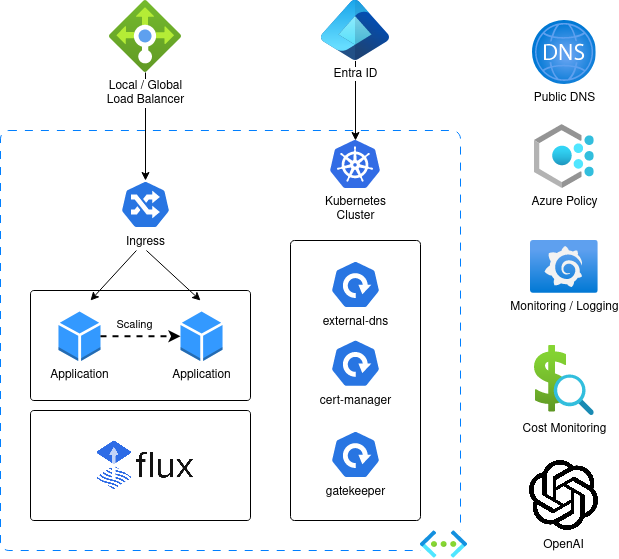 Local / Global
Load Balancer
Entra ID
DNS
Public DNS
Azure Policy
Kubernetes
Cluster
Ingress
external-dns
Monitoring / Logging
Scaling
Application
Application
cert-manager
Cost Monitoring
flux
gatekeeper
OpenAI